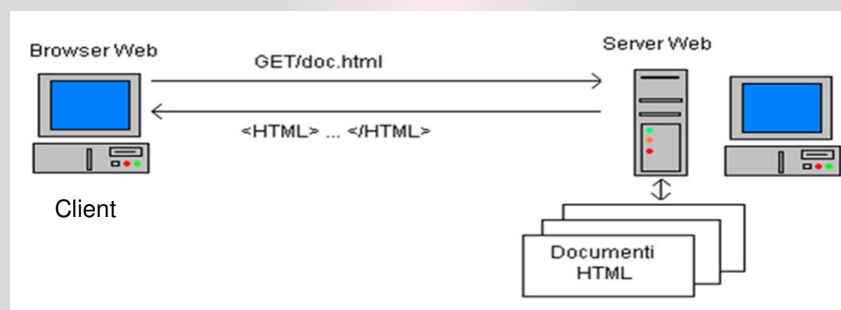 Browser Web
Server Web
GET/doc.html
<HTML> ... </HTML>
Client
Documenti
HTML